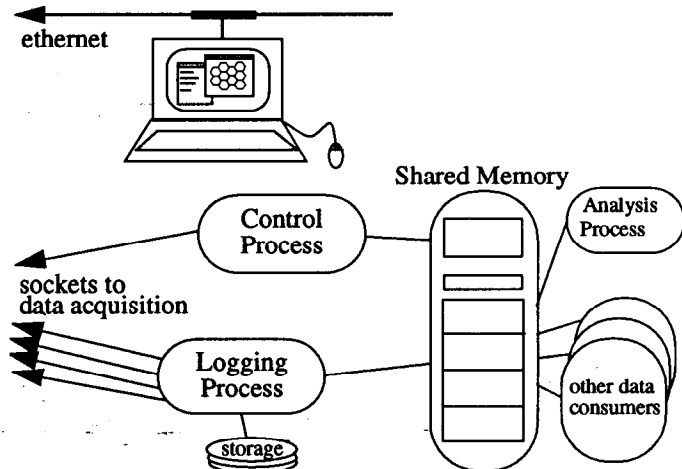 ethernet
Shared Memory
Control
Process
Analysis
Process
sockets to
data acquisition
Logging
Process
other data
consumers
storage